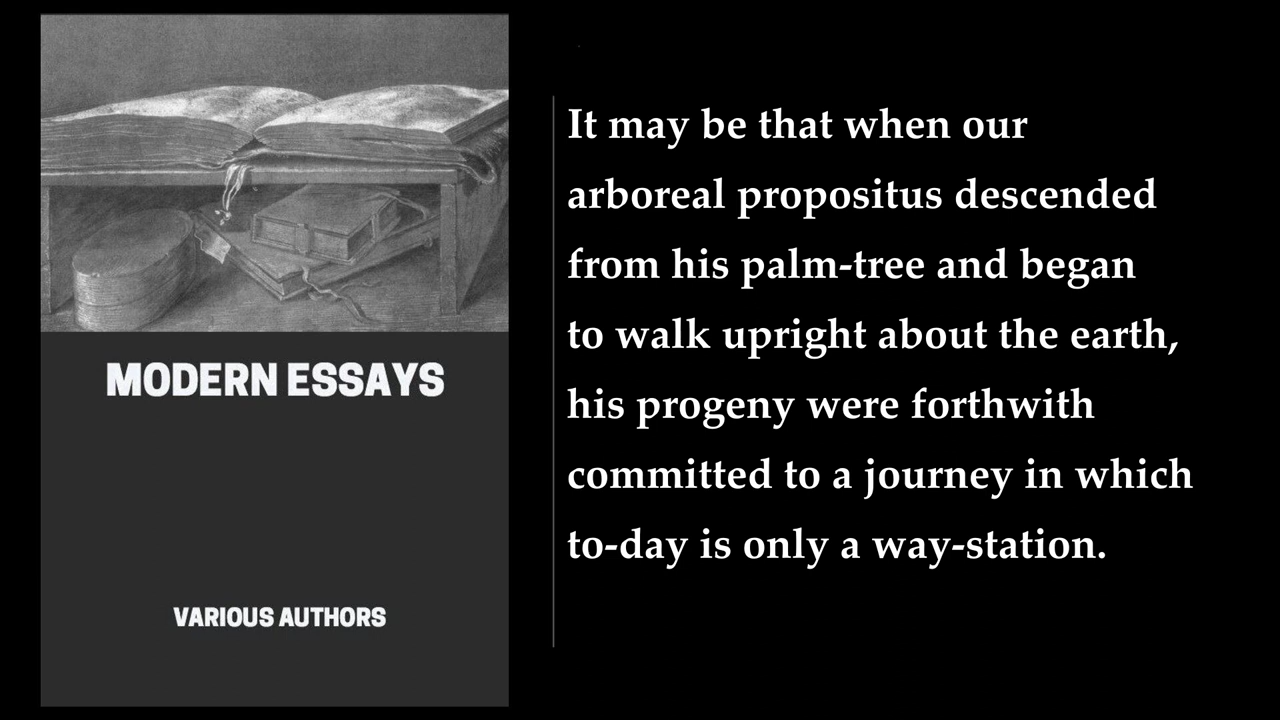 MODERN ESSAYS
VARIOUS AUTHORS
It may be that when our
arboreal propositus descended
from his palm-tree and began
to walk upright about the earth,
his progeny were forthwith
committed to a journey in which
to-day is only a way-station.